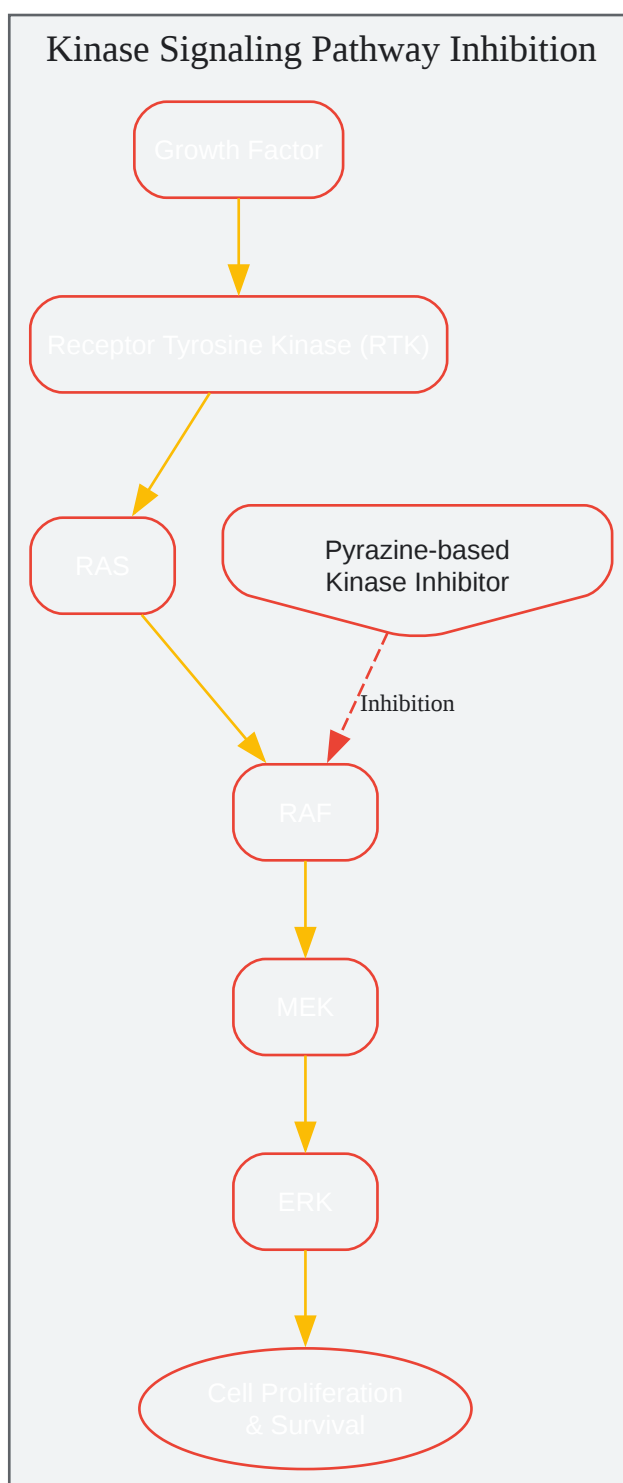 Kinase Signaling Pathway Inhibition
Growth Factor
Receptor Tyrosine Kinase (RTK)
RAS
Pyrazine-based
Kinase Inhibitor
Inhibition
RAF
MEK
ERK
Cell Proliferation
& Survival